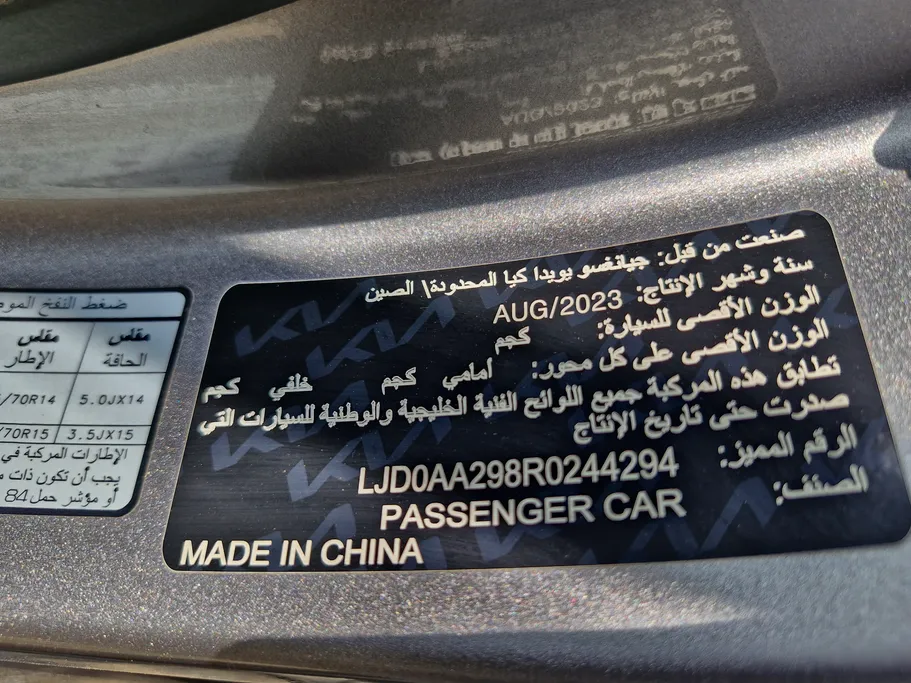 صنعت من قبل: جيانغسو يويدا كيا المحدودة\ الصين
سنة وشهر الإنتاج: AUG/2023
الوزن الأقصى للسيارة: كجم
الوزن الأقصى على كل محور: أمامي كجم خلفي كجم
تطابق هذه المركبة جميع اللوائح الفنية الخليجية والوطنية للسيارات التي
صدرت حتى تاريخ الإنتاج
الرقم المميز: LJD0AA298R0244294
الصنف: PASSENGER CAR
MADE IN CHINA
ضغط النفخ
مقاس الحافة
مقاس الإطار
5.0JX14 /70R14
3.5JX15 /70R15
الإطارات المركبة في
يجب أن تكون ذات
أو مؤشر حمل 84